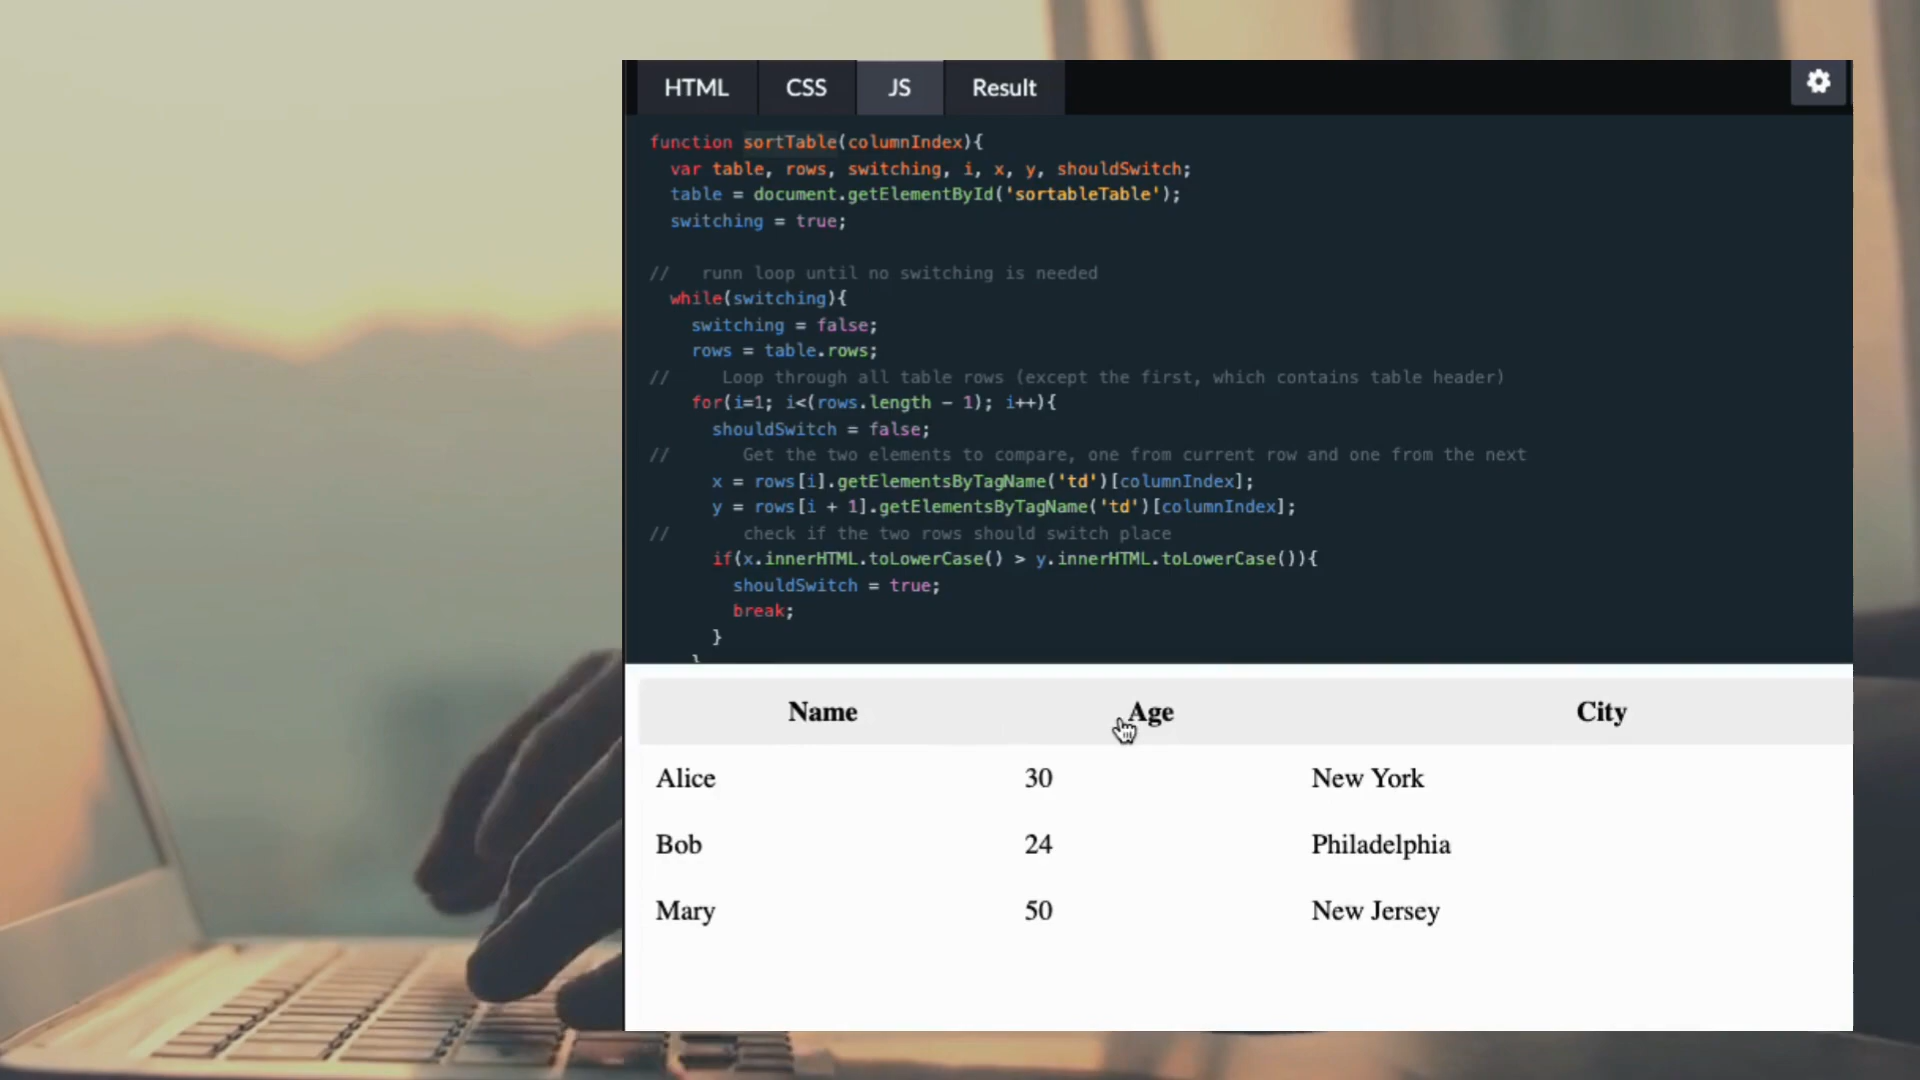 HTML CSS JS Result
function sortTable(columnIndex){
var table, rows, switching, i, x, y, shouldSwitch;
table = document.getElementById('sortableTable');
switching = true;
// runn loop until no switching is needed
while(switching){
switching = false;
rows = table.rows;
// Loop through all table rows (except the first, which contains table header)
for(i=1; i<(rows.length - 1); i++){
shouldSwitch = false;
// Get the two elements to compare, one from current row and one from the next
x = rows[i].getElementsByTagName('td')[columnIndex];
y = rows[i + 1].getElementsByTagName('td')[columnIndex];
// check if the two rows should switch place
if(x.innerHTML.toLowerCase() > y.innerHTML.toLowerCase()){
shouldSwitch = true;
break;
}
Name Age City
Alice 30 New York
Bob 24 Philadelphia
Mary 50 New Jersey